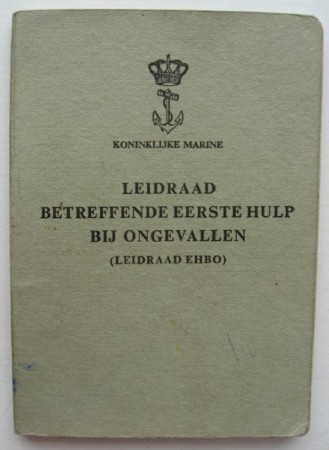 KONINKLIJKE MARINE
LEIDRAAD
BETREFFENDE EERSTE HULP
BIJ ONGEVALLEN
(LEIDRAAD EHBO)